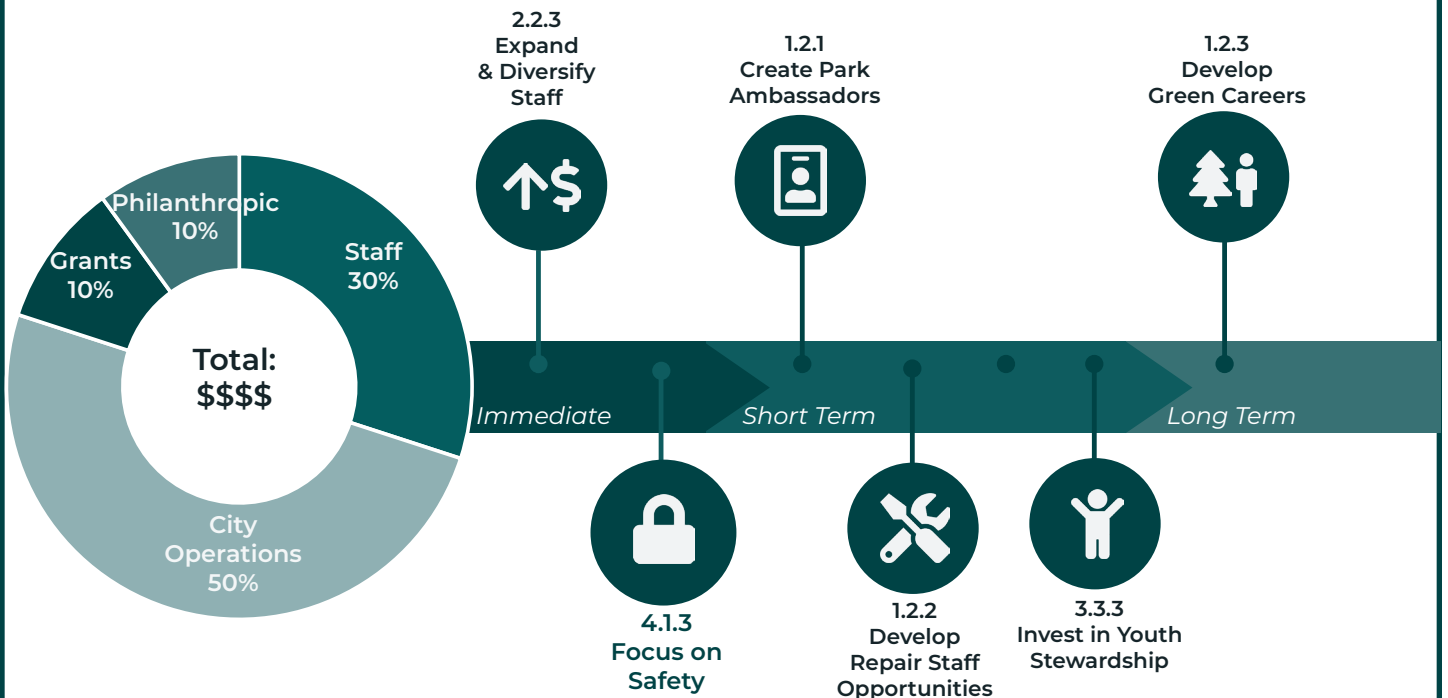 2.2.3
Expand
& Diversify
Staff
1.2.1
Create Park
Ambassadors
1.2.3
Develop
Green Careers
$
Philanthropic
10%
Staff
30%
Grants
10%
Total:
$$$$
City
Operations
50%
Immediate
Short Term
Long Term
4.1.3
Focus on
Safety
1.2.2
Develop
Repair Staff
Opportunities
3.3.3
Invest in Youth
Stewardship